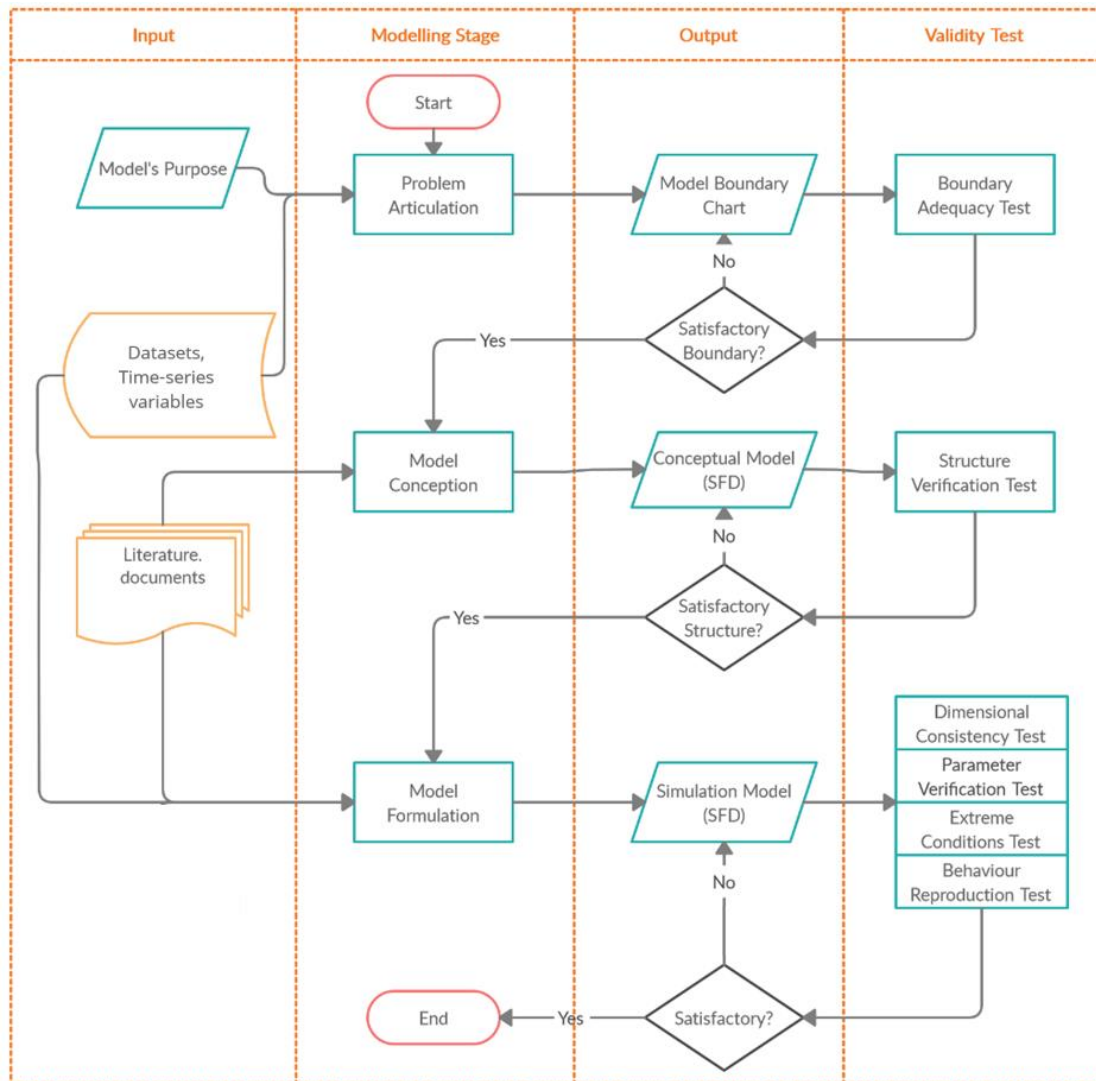 Input
Modelling Stage
Output
Validity Test
Start
Model's Purpose
Problem
Articulation
Model Boundary
Chart
Boundary
Adequacy Test
No
Datasets,
Time-series
variables
Yes
Satisfactory
Boundary?
Model
Conception
Conceptual Model
(SFD)
Structure
Verification Test
No
Literature.
documents
Yes
Satisfactory
Structure?
Dimensional
Consistency Test
Parameter
Verification Test
Extreme
Conditions Test
Behaviour
Reproduction Test
Model
Formulation
Simulation Model
(SFD)
No
End
Yes
Satisfactory?